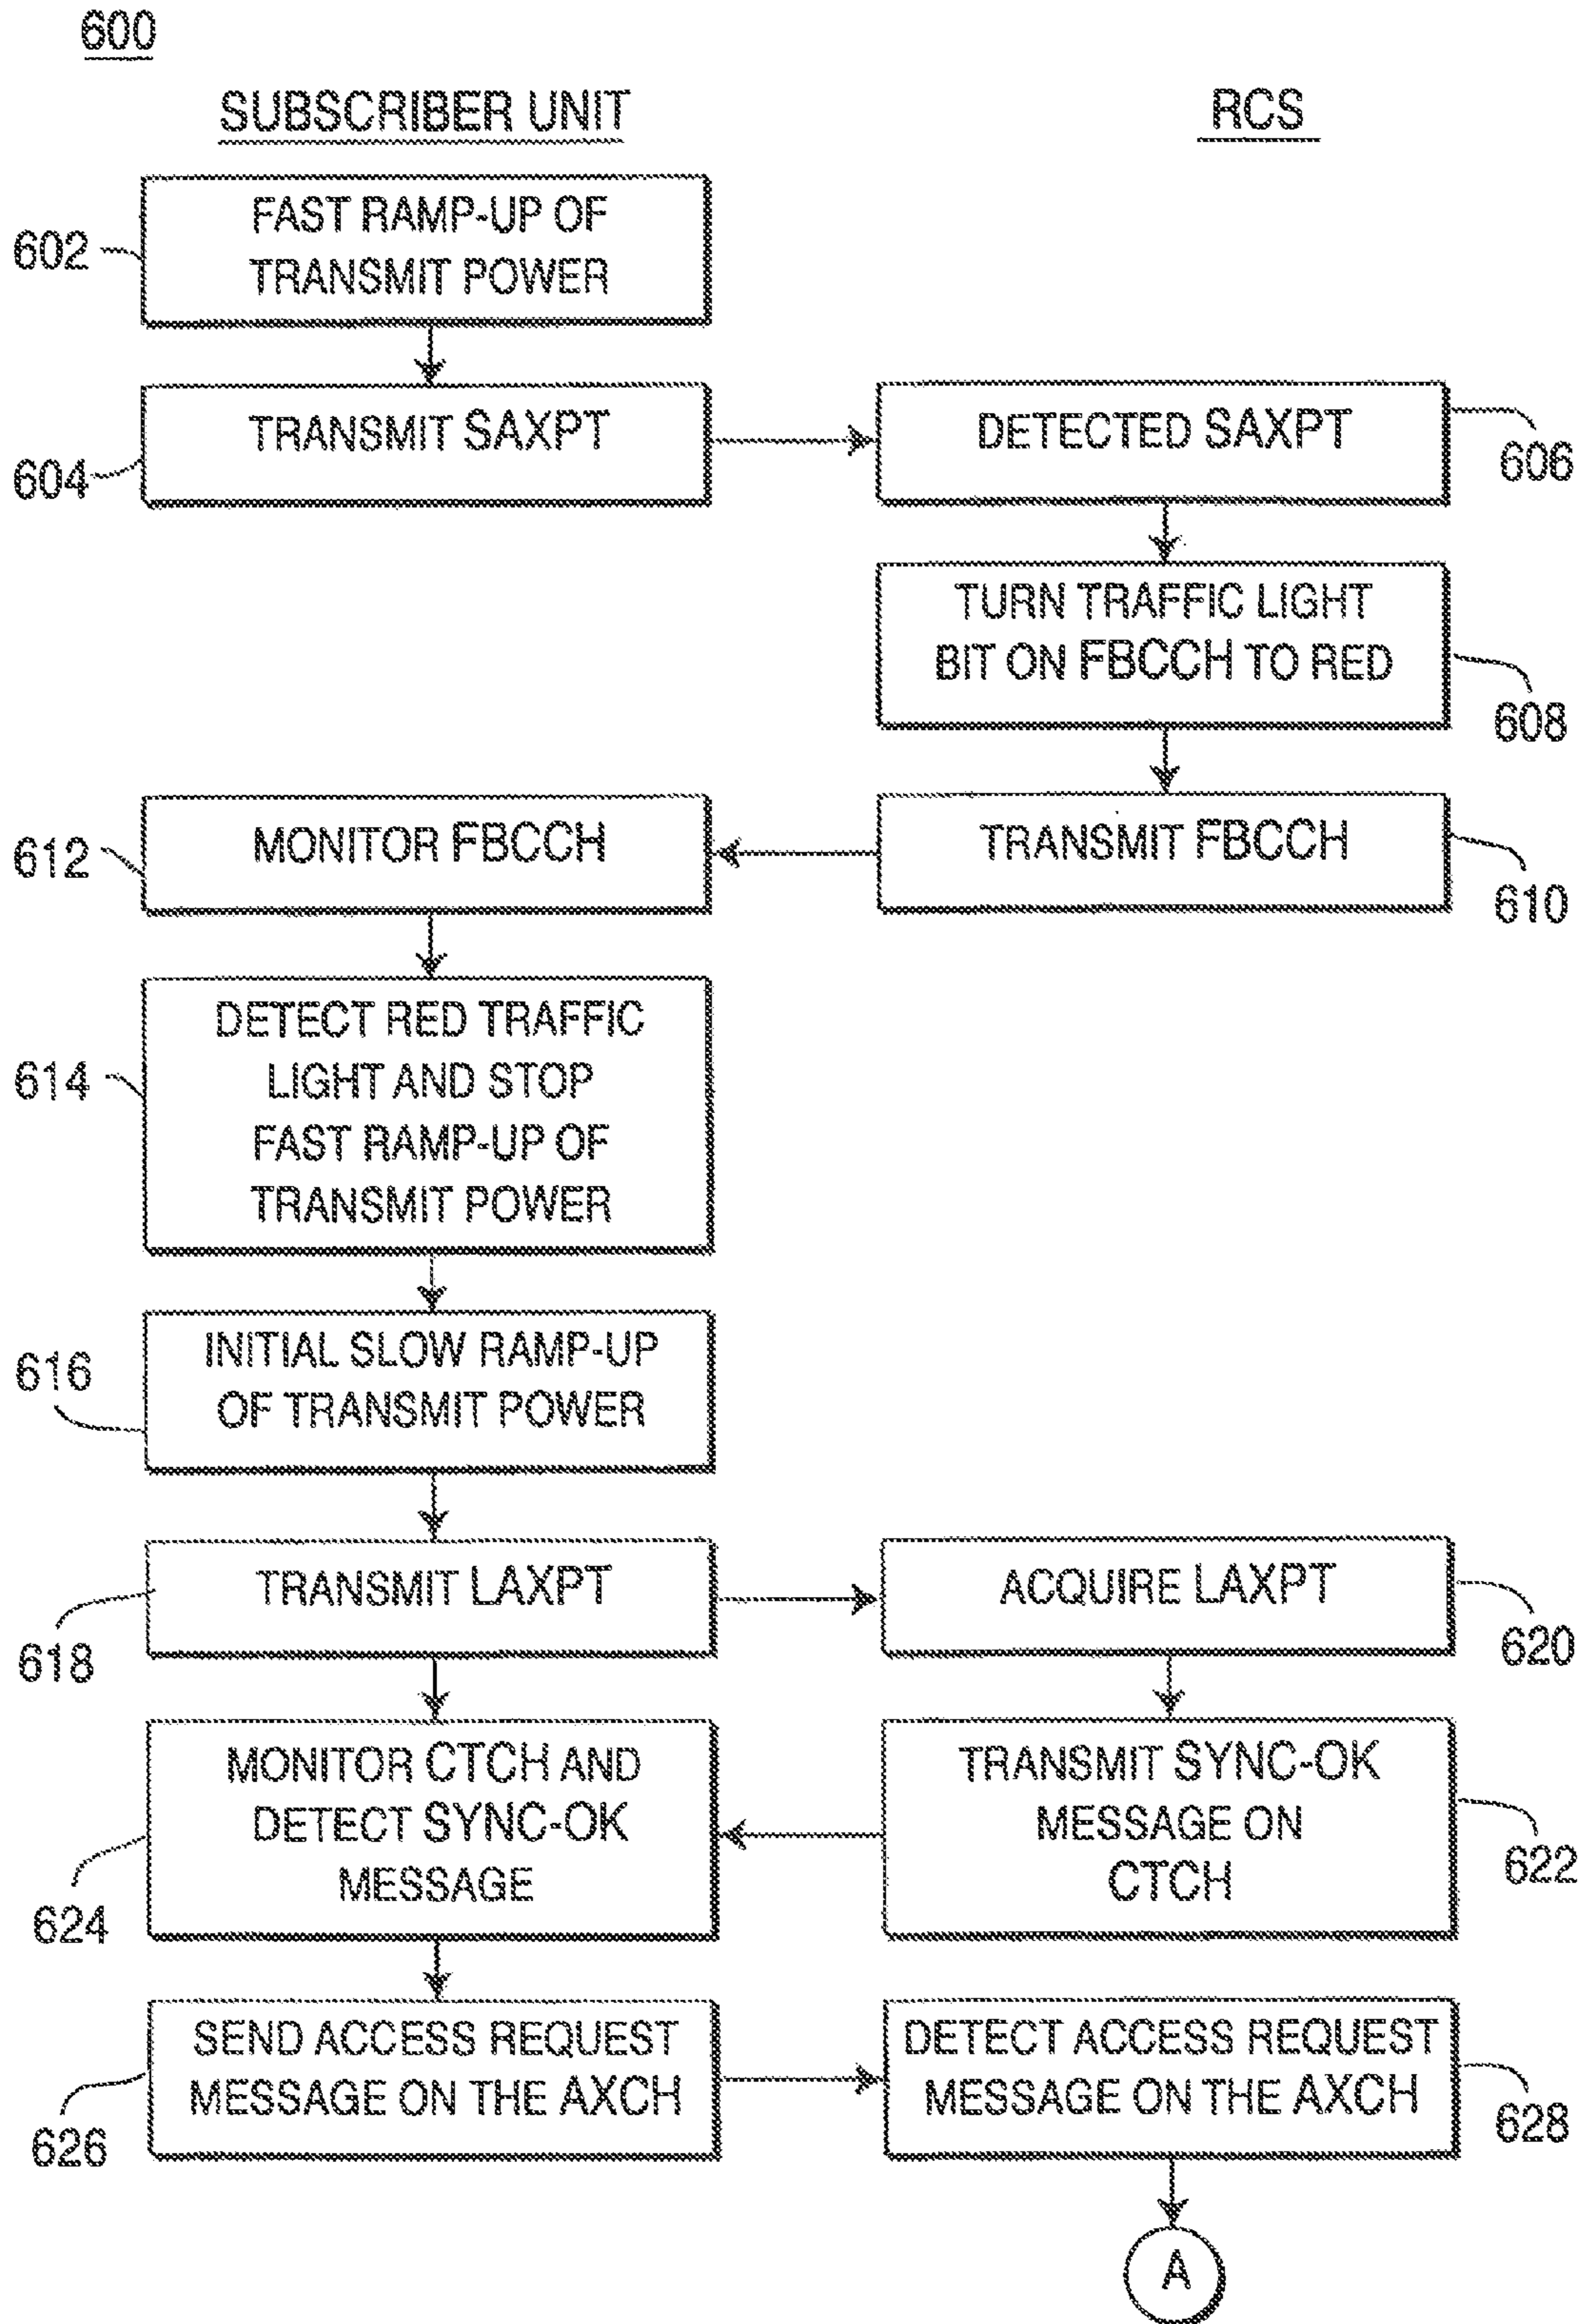 600
SUBSCRIBER UNIT
RCS
602
FAST RAMP-UP OF
TRANSMIT POWER
604
TRANSMIT SAXPT
DETECTED SAXPT
606
TURN TRAFFIC LIGHT
BIT ON FBCCH TO RED
608
612
MONITOR FBCCH
TRANSMIT FBCCH
610
614
DETECT RED TRAFFIC
LIGHT AND STOP
FAST RAMP-UP OF
TRANSMIT POWER
616
INITIAL SLOW RAMP-UP
OF TRANSMIT POWER
618
TRANSMIT LAXPT
ACQUIRE LAXPT
620
624
MONITOR CTCH AND
DETECT SYNC-OK
MESSAGE
TRANSMIT SYNC-OK
MESSAGE ON
CTCH
622
626
SEND ACCESS REQUEST
MESSAGE ON THE AXCH
DETECT ACCESS REQUEST
MESSAGE ON THE AXCH
628
A